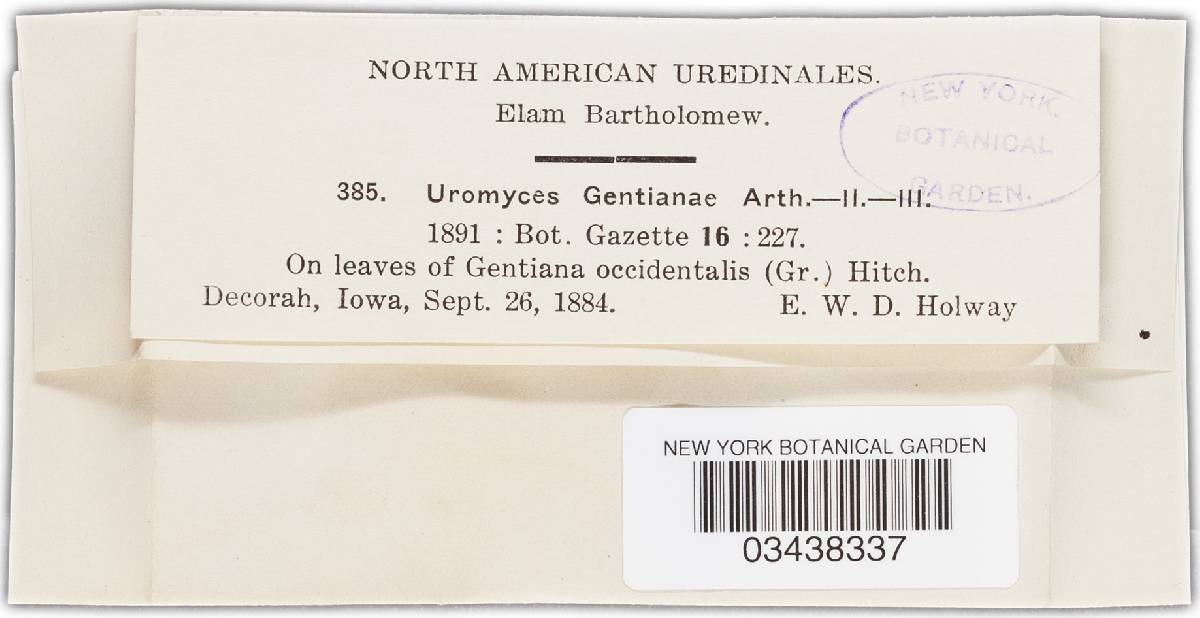 NORTH AMERICAN UREDINALES.
Elam Bartholomew.
NEW YORK
BOTANICAL
GARDEN.
385. Uromyces Gentianae Arth.—II.—III.
1891 : Bot. Gazette 16 : 227.
On leaves of Gentiana occidentalis (Gr.) Hitch.
Decorah, Iowa, Sept. 26, 1884. E. W. D. Holway
NEW YORK BOTANICAL GARDEN
03438337